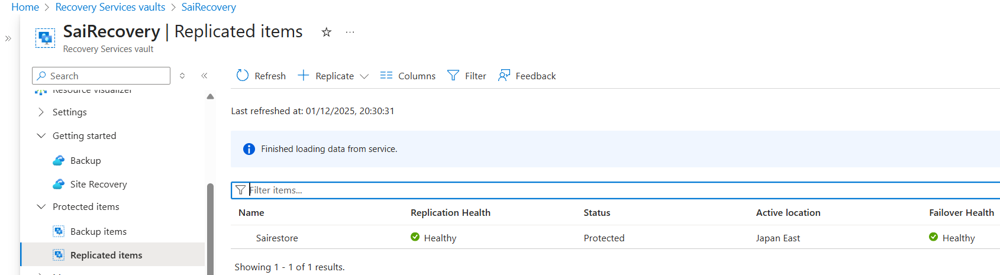 Home > Recovery Services vaults > SaiRecovery
SaiRecovery | Replicated items
Recovery Services vault
Search
Refresh Replicate Columns Filter Feedback
Resource visualizer
Settings
Getting started
Backup
Site Recovery
Protected items
Backup items
Replicated items
Last refreshed at: 01/12/2025, 20:30:31
Finished loading data from service.
Filter items...
Name Replication Health Status Active location Failover Health
Sairestore Healthy Protected Japan East Healthy
Showing 1 - 1 of 1 results.